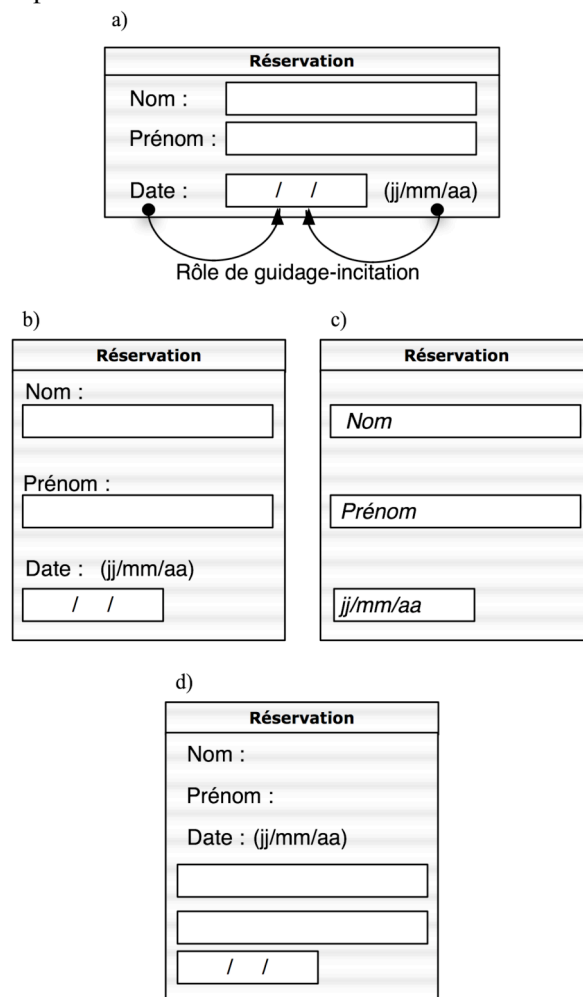 a)
Réservation
Nom :
Prénom :
Date : / / (jj/mm/aa)
Rôle de guidage-incitation
b)
Réservation
Nom :
Prénom :
Date : (jj/mm/aa)
/ /
c)
Réservation
Nom
Prénom
jj/mm/aa
d)
Réservation
Nom :
Prénom :
Date : (jj/mm/aa)
/ /